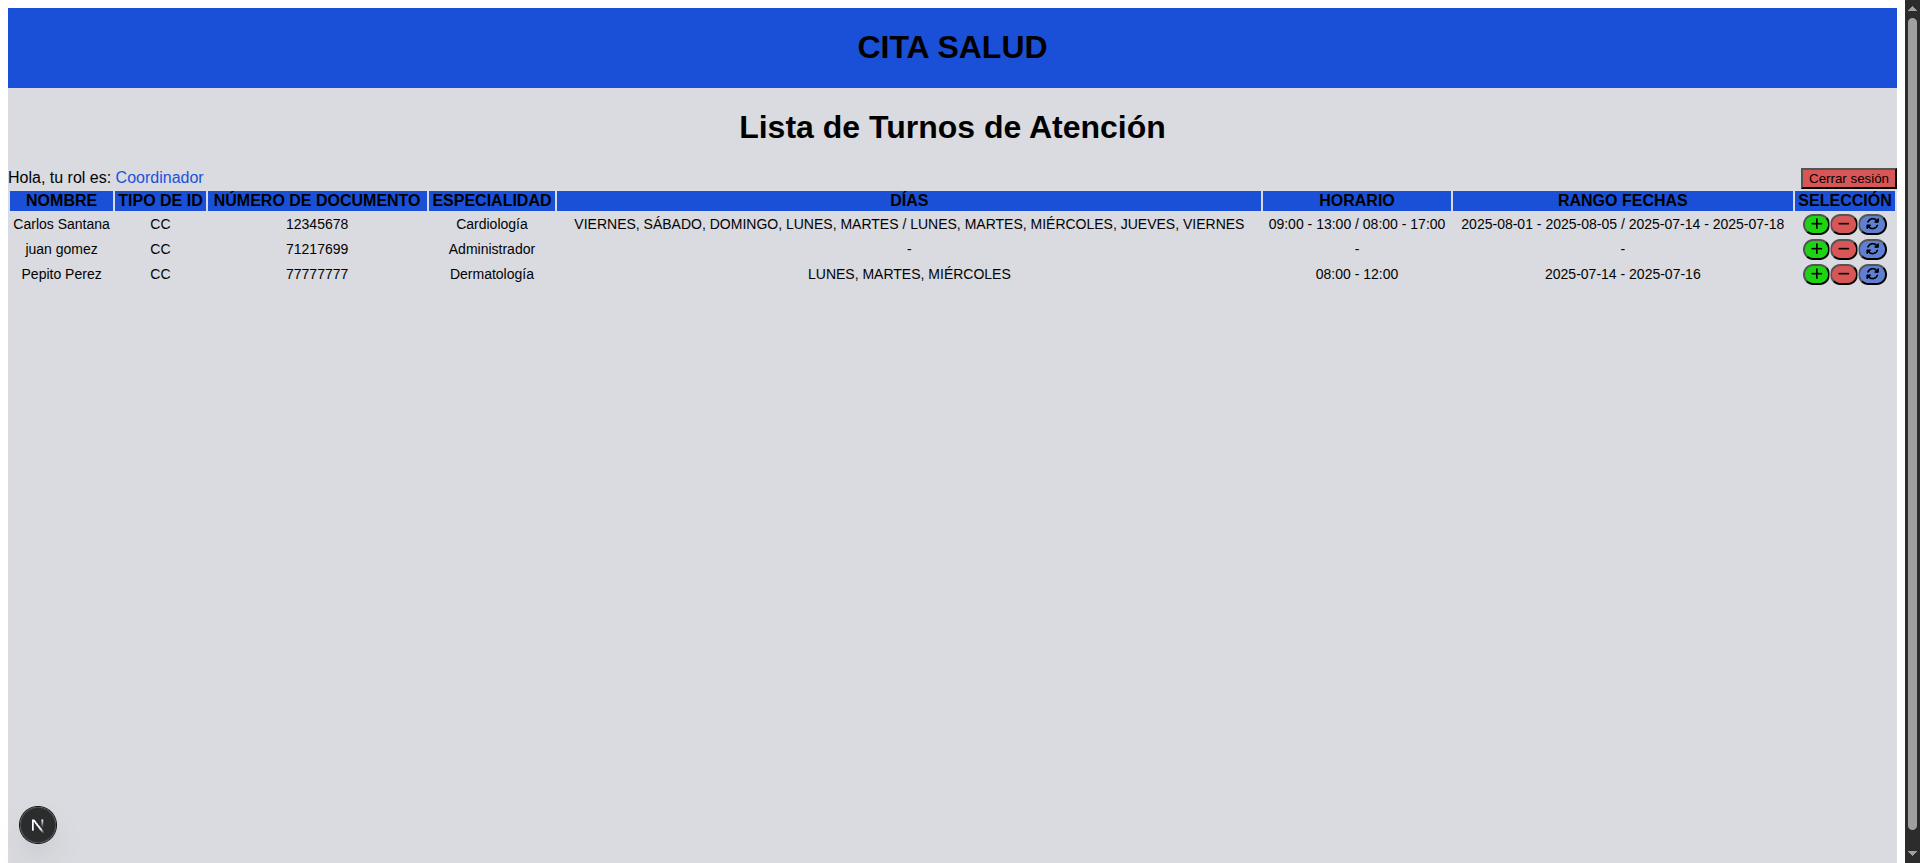 CITA SALUD
Lista de Turnos de Atención
Hola, tu rol es: Coordinador Cerrar sesión
NOMBRE TIPO DE ID NÚMERO DE DOCUMENTO ESPECIALIDAD DÍAS HORARIO RANGO FECHAS SELECCIÓN
Carlos Santana CC 12345678 Cardiología VIERNES, SÁBADO, DOMINGO, LUNES, MARTES / LUNES, MARTES, MIÉRCOLES, JUEVES, VIERNES 09:00 - 13:00 / 08:00 - 17:00 2025-08-01 - 2025-08-05 / 2025-07-14 - 2025-07-18
juan gomez CC 71217699 Administrador - - -
Pepito Perez CC 77777777 Dermatología LUNES, MARTES, MIÉRCOLES 08:00 - 12:00 2025-07-14 - 2025-07-16
N